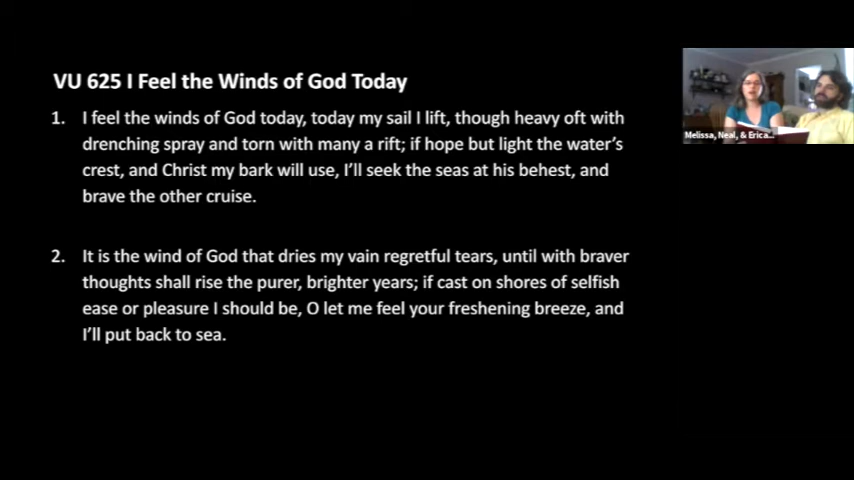 VU 625 I Feel the Winds of God Today
1. I feel the winds of God today, today my sail I lift, though heavy oft with
drenching spray and torn with many a rift; if hope but light the water's
crest, and Christ my bark will use, I'll seek the seas at his behest, and
brave the other cruise.
2. It is the wind of God that dries my vain regretful tears, until with braver
thoughts shall rise the purer, brighter years; if cast on shores of selfish
ease or pleasure I should be, O let me feel your freshening breeze, and
I'll put back to sea.
Melissa, Neal, & Erica...